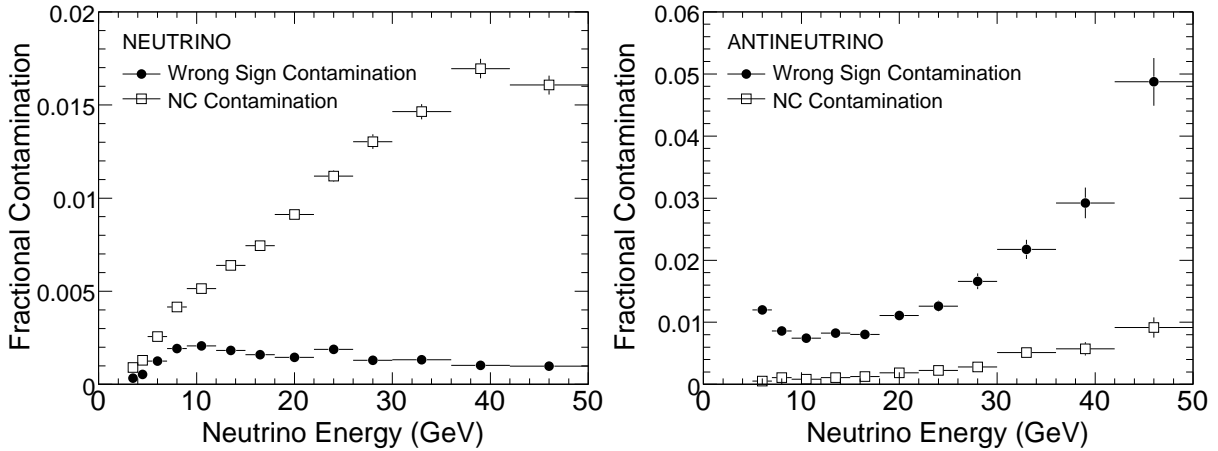 NEUTRINO
Wrong Sign Contamination
NC Contamination
Fractional Contamination
0.02
0.015
0.01
0.005
0
0 10 20 30 40 50
Neutrino Energy (GeV)
ANTINEUTRINO
Wrong Sign Contamination
NC Contamination
Fractional Contamination
0.06
0.05
0.04
0.03
0.02
0.01
0
0 10 20 30 40 50
Neutrino Energy (GeV)